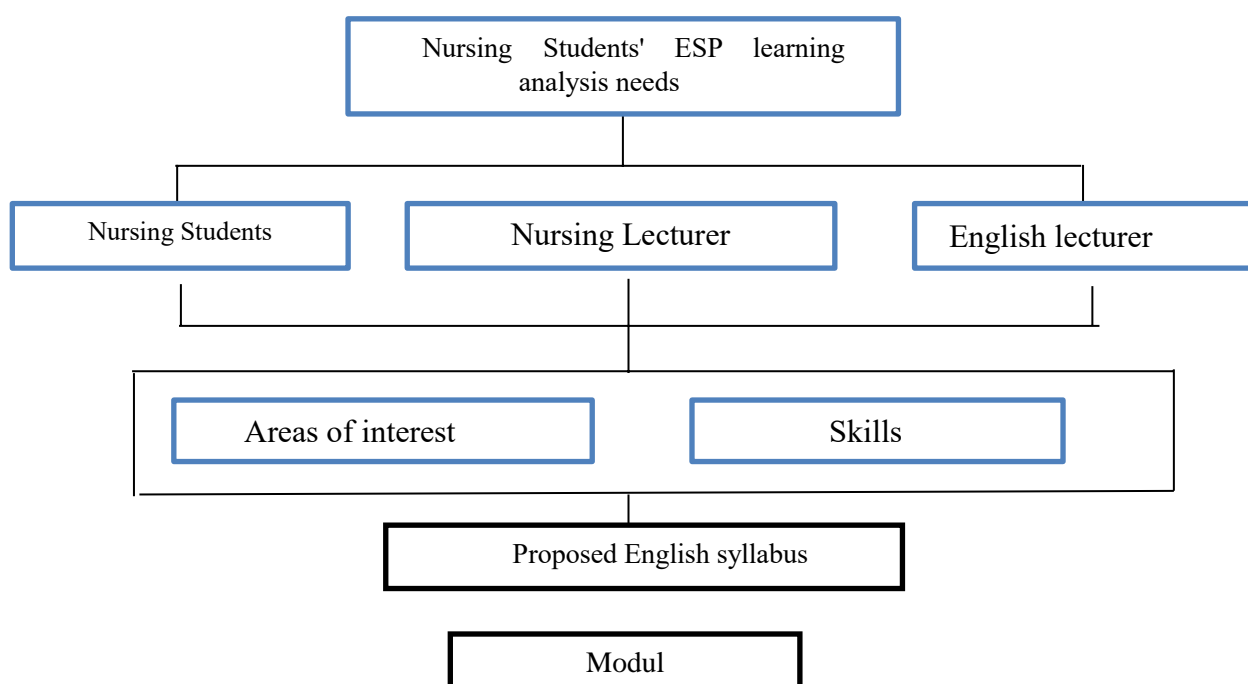 Nursing Students' ESP learning
analysis needs
Nursing Students
Nursing Lecturer
English lecturer
Areas of interest
Skills
Proposed English syllabus
Modul